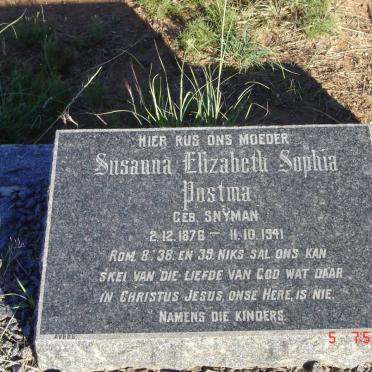 HIER RUS ONS MOEDER
Susanna Elizabeth Sophia
Postma
GEB. SNYMAN
2.12.1876 — 11.10.1941
ROM. 8:38, EN 39, NIKS SAL ONS KAN
SKEI VAN DIE LIEFDE VAN GOD WAT DAAR
IN CHRISTUS JESUS, ONSE HERE, IS NIE.
NAMENS DIE KINDERS.
AVBOB